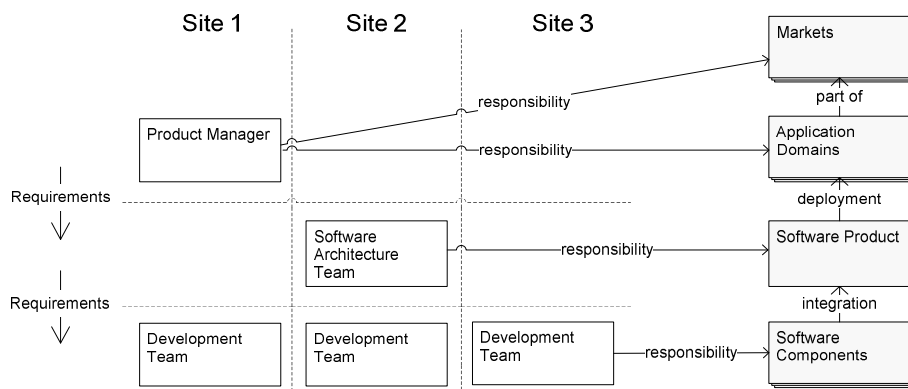 Site 1
Site 2
Site 3
Markets
responsibility
part of
Product Manager
responsibility
Application
Domains
Requirements
deployment
Software
Architecture
Team
responsibility
Software Product
Requirements
integration
Development
Team
Development
Team
Development
Team
responsibility
Software
Components